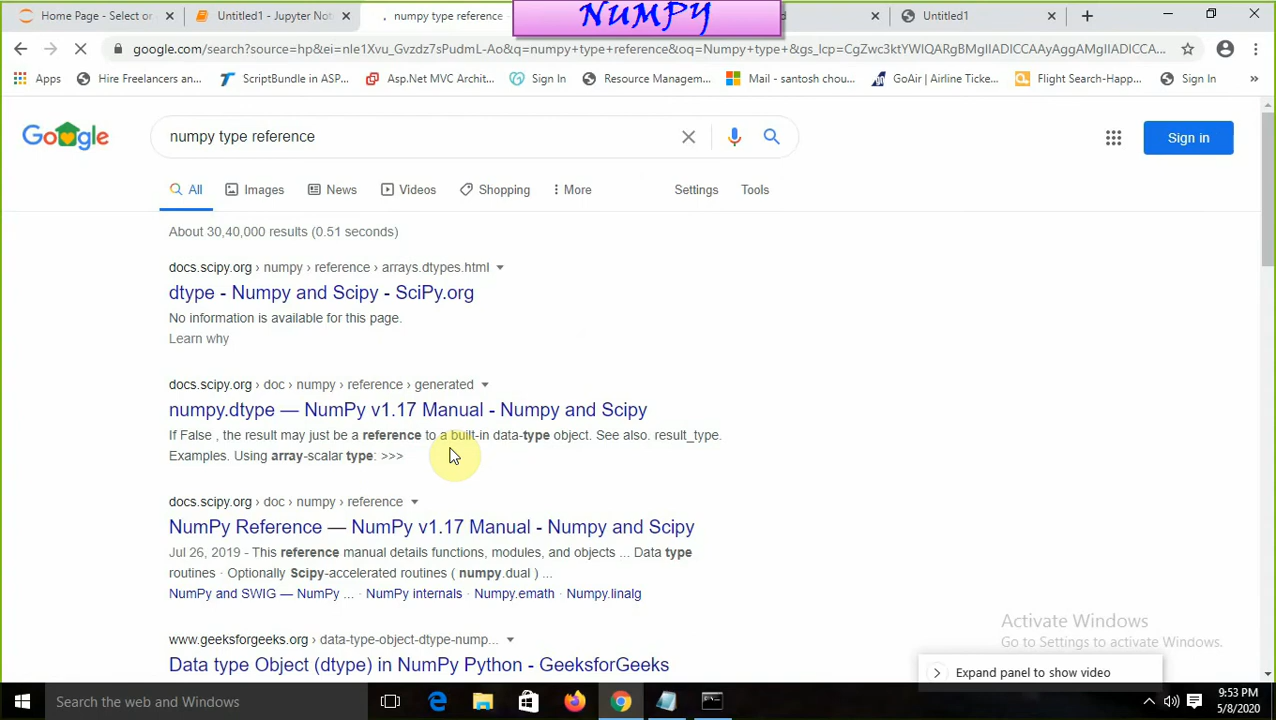 NUMPY
Home Page - Select or
Untitled1 - Jupyter Not
numpy type reference
d
Untitled1
google.com/search?source=hp&ei=nle1Xvu_Gvzdz7sPudmL-Ao&q=numpy+type+reference&oq=Numpy+type+&gs_lcp=CgZwc3ktYWIQARgBMgIIADICCAAyAggAMgIIADICCAAyAggAMgIIADICCAA...
Apps
Hire Freelancers an...
ScriptBundle in ASP...
Asp.Net MVC Archit...
Sign In
Resource Managem...
Mail - santosh chou...
GoAir | Airline Ticke...
Flight Search-Happ...
Sign In
»
Google
numpy type reference
Sign in
All
Images
News
Videos
Shopping
More
Settings
Tools
About 30,40,000 results (0.51 seconds)
docs.scipy.org › numpy › reference › arrays.dtypes.html
dtype - Numpy and Scipy - SciPy.org
No information is available for this page.
Learn why
docs.scipy.org › doc › numpy › reference › generated
numpy.dtype — NumPy v1.17 Manual - Numpy and Scipy
If False , the result may just be a reference to a built-in data-type object. See also. result_type.
Examples. Using array-scalar type: >>>
docs.scipy.org › doc › numpy › reference
NumPy Reference — NumPy v1.17 Manual - Numpy and Scipy
Jul 26, 2019 - This reference manual details functions, modules, and objects ... Data type
routines · Optionally Scipy-accelerated routines ( numpy.dual ) ...
NumPy and SWIG — NumPy ... · NumPy internals · Numpy.emath · Numpy.linalg
www.geeksforgeeks.org › data-type-object-dtype-nump...
Data type Object (dtype) in NumPy Python - GeeksforGeeks
Activate Windows
Go to Settings to activate Windows.
Expand panel to show video
Search the web and Windows
9:53 PM
5/8/2020